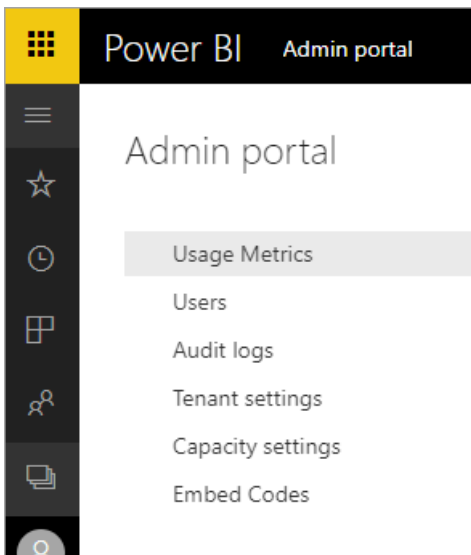 Power BI Admin portal
Admin portal
Usage Metrics
Users
Audit logs
Tenant settings
Capacity settings
Embed Codes